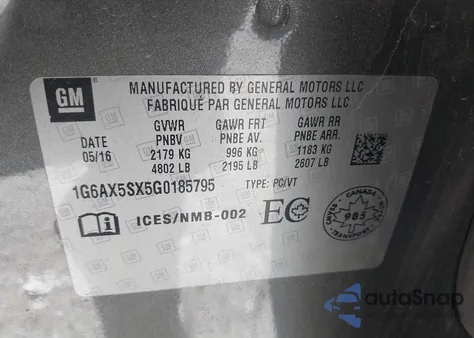 GM
MANUFACTURED BY GENERAL MOTORS LLC
FABRIQUÉ PAR GENERAL MOTORS LLC
DATE
05/16
GVWR
PNBV
2179 KG
4802 LB
GAWR FRT
PNBE AV.
996 KG
2195 LB
GAWR RR
PNBE ARR.
1183 KG
2607 LB
1G6AX5SX5G0185795 TYPE: PC/VT
ICES/NMB-002 EC
CANADA
985
TRANSPORT
autoSnap